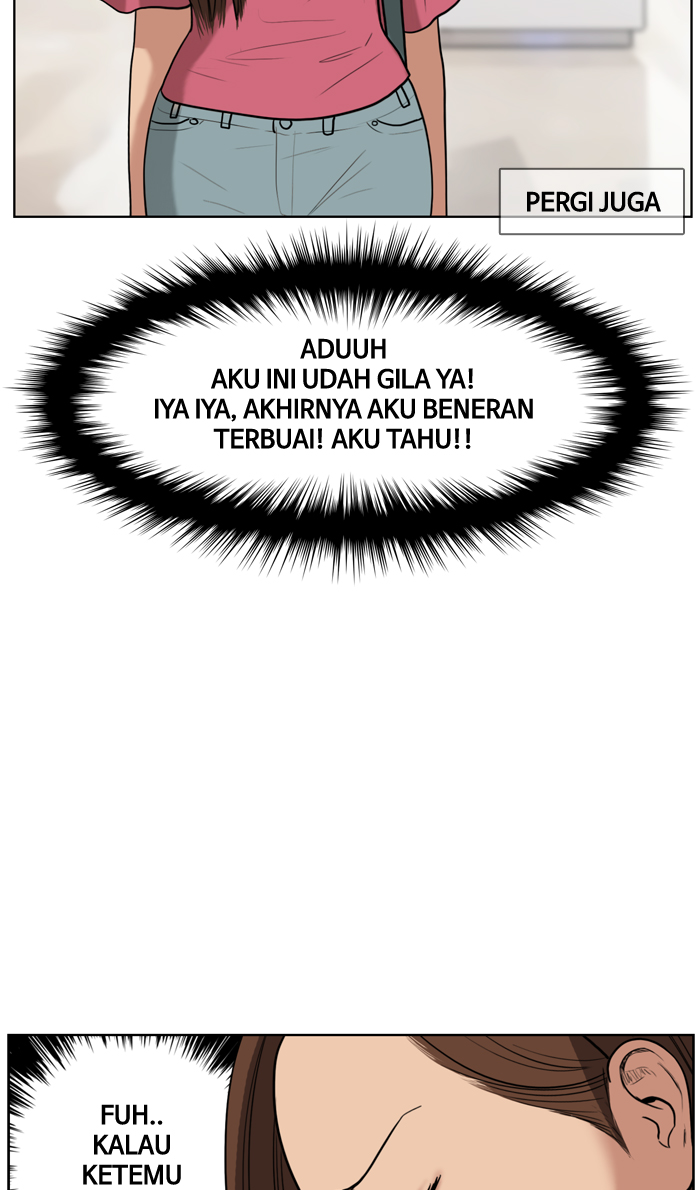 PERGI JUGA
ADUUH
AKU INI UDAH GILA YA!
IYA IYA, AKHIRNYA AKU BENERAN
TERBUAI! AKU TAHU!!
FUH..
KALAU
KETEMU